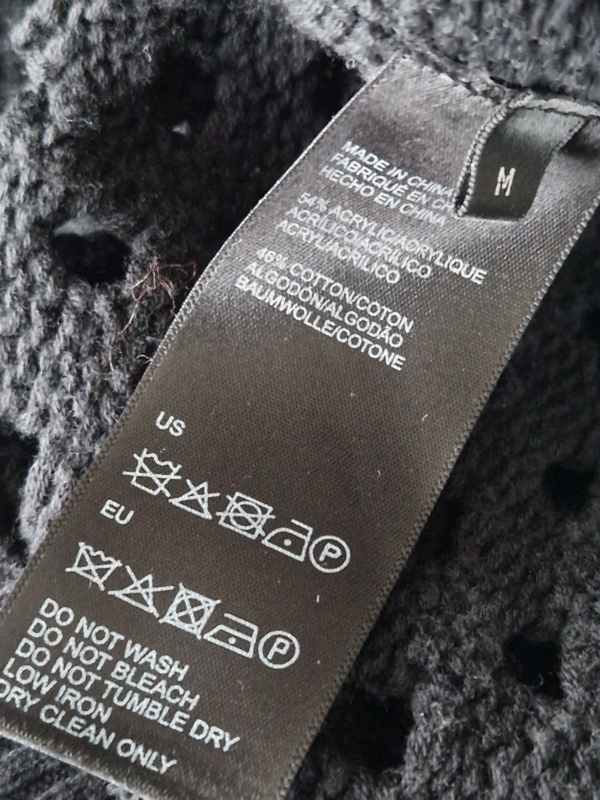 MADE IN CHINA
FABRIQUE EN CH
HECHO EN CHINA
M
54% ACRYLIC/ACRYLIQUE
ACRILICO/ACRÍLICO
ACRYL/ACRILICO
46% COTTON/COTON
ALGODÓN/ALGODÃO
BAUMWOLLE/COTONE
US
P
EU
P
DO NOT WASH
DO NOT BLEACH
DO NOT TUMBLE DRY
LOW IRON
DRY CLEAN ONLY